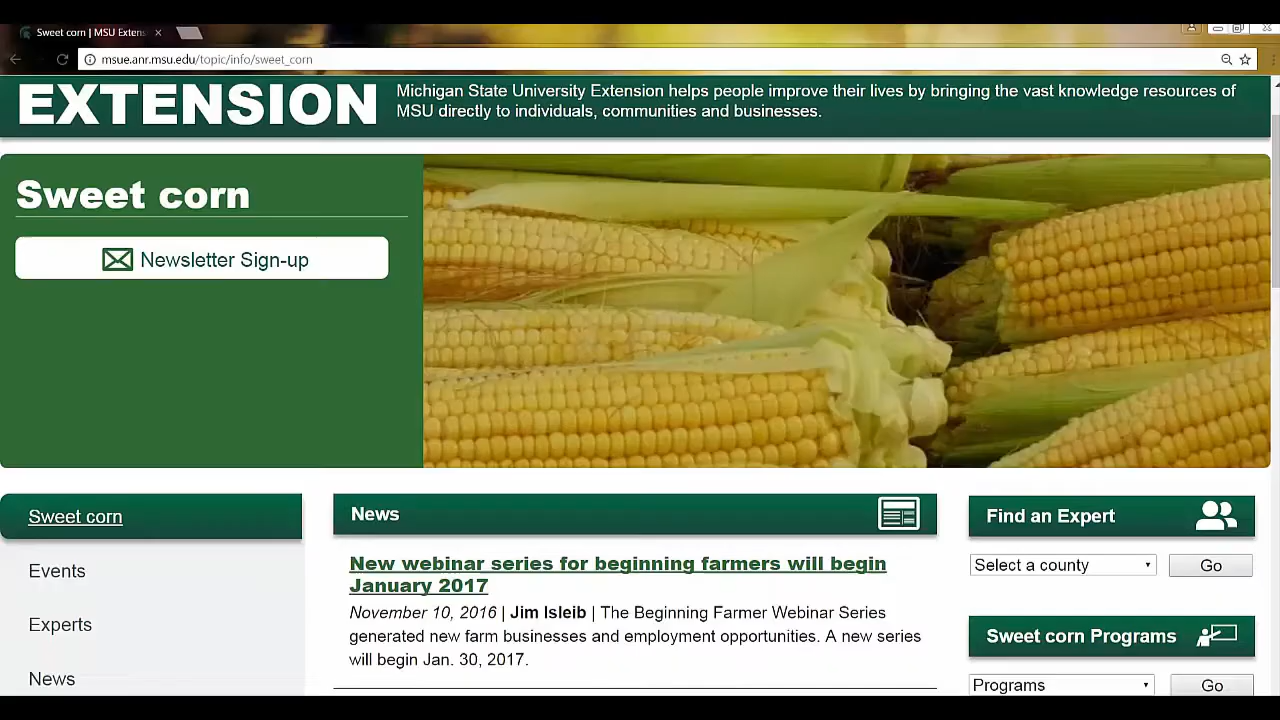 Sweet corn | MSU Extens
msue.anr.msu.edu/topic/info/sweet_corn
EXTENSION
Michigan State University Extension helps people improve their lives by bringing the vast knowledge resources of
MSU directly to individuals, communities and businesses.
Sweet corn
Newsletter Sign-up
Sweet corn
Events
Experts
News
News
New webinar series for beginning farmers will begin
January 2017
November 10, 2016 | Jim Isleib | The Beginning Farmer Webinar Series
generated new farm businesses and employment opportunities. A new series
will begin Jan. 30, 2017.
Find an Expert
Select a county
Go
Sweet corn Programs
Programs
Go